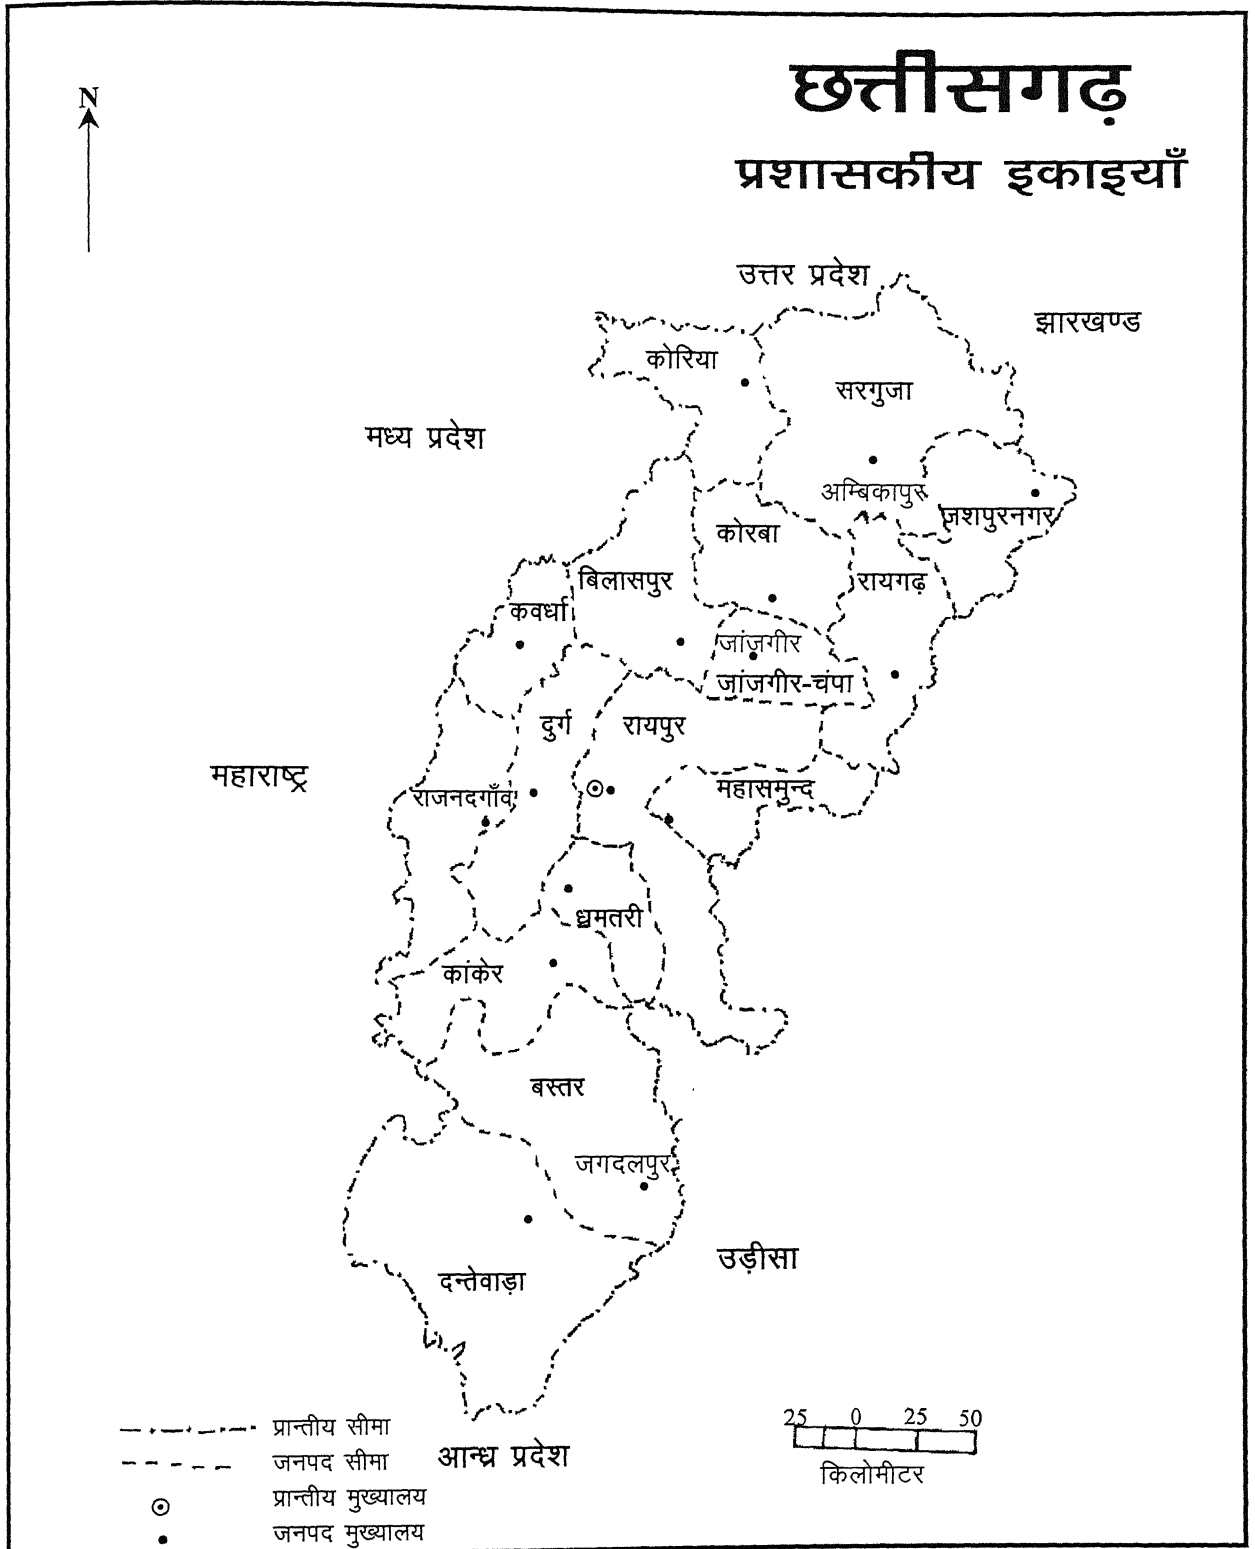 N
छत्तीसगढ़
प्रशासकीय इकाइयाँ
उत्तर प्रदेश
झारखण्ड
कोरिया
सरगुजा
मध्य प्रदेश
अम्बिकापुर
जशपुरनगर
कोरबा
बिलासपुर
रायगढ़
कवर्धा
जांजगीर
जांजगीर-चंपा
दुर्ग
रायपुर
महाराष्ट्र
राजनदगाँव
महासमुन्द
धमतरी
कांकेर
बस्तर
जगदलपुर
उड़ीसा
दन्तेवाड़ा
प्रान्तीय सीमा
जनपद सीमा
आन्ध्र प्रदेश
प्रान्तीय मुख्यालय
जनपद मुख्यालय
25 0 25 50
किलोमीटर